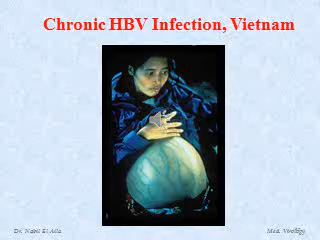 Chronic HBV Infection, Vietnam
Dr. Nabil El Aila
Med. Virology